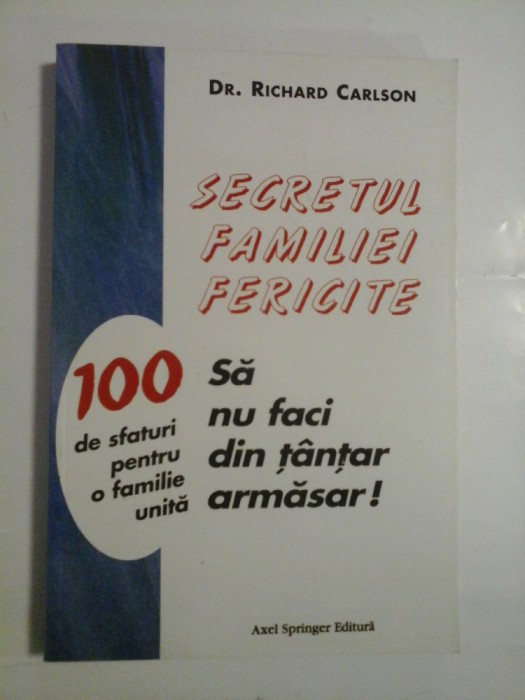 DR. RICHARD CARLSON
SECRETUL
FAMILIEI
FERICITE
100
de sfaturi
pentru
o familie
unită
Să
nu faci
din țânțar
armăsar!
Axel Springer Editură